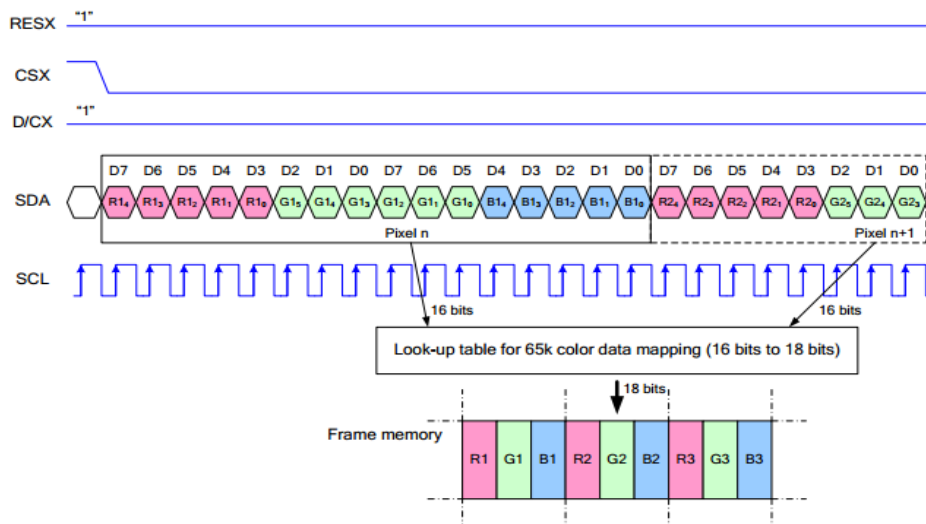 RESX "1"
CSX
D/CX "1"
D7 D6 D5 D4 D3 D2 D1 D0 D7 D6 D5 D4 D3 D2 D1 D0 D7 D6 D5 D4 D3 D2 D1 D0
SDA R1₄ R1₃ R1₂ R1₁ R1₀ G1₅ G1₄ G1₃ G1₂ G1₁ G1₀ B1₄ B1₃ B1₂ B1₁ B1₀ R2₄ R2₃ R2₂ R2₁ R2₀ G2₅ G2₄ G2₃
Pixel n Pixel n+1
SCL
16 bits 16 bits
Look-up table for 65k color data mapping (16 bits to 18 bits)
18 bits
Frame memory
R1 G1 B1 R2 G2 B2 R3 G3 B3